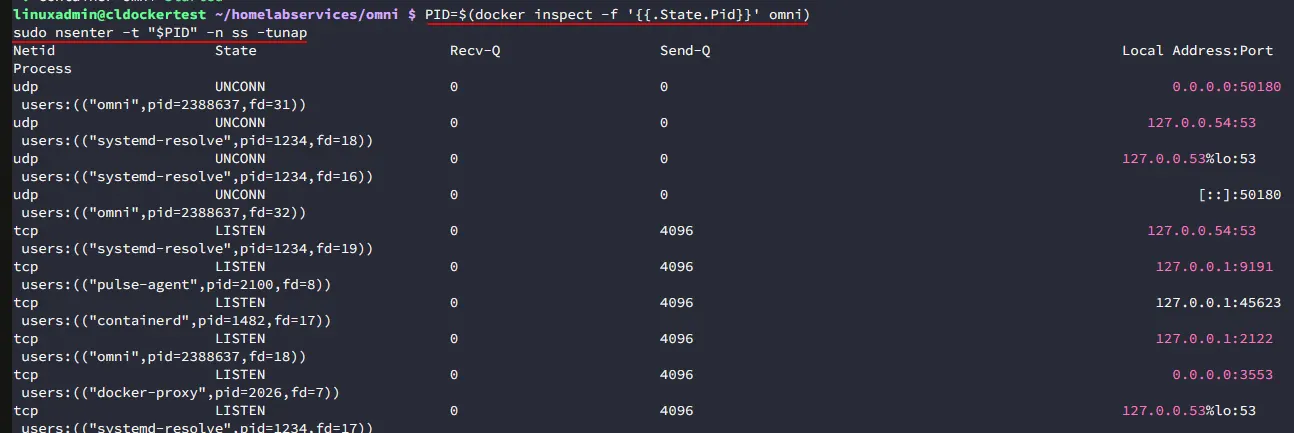 linuxadmin@cldockertest ~/homelabservices/omni $ PID=$(docker inspect -f '{{.State.Pid}}' omni)
sudo nsenter -t "$PID" -n ss -tunap
Netid State Recv-Q Send-Q Local Address:Port
Process
udp UNCONN 0 0 0.0.0.0:50180
users:(("omni",pid=2388637,fd=31))
udp UNCONN 0 0 127.0.0.54:53
users:(("systemd-resolve",pid=1234,fd=18))
udp UNCONN 0 0 127.0.0.53%lo:53
users:(("systemd-resolve",pid=1234,fd=16))
udp UNCONN 0 0 [::]:50180
users:(("omni",pid=2388637,fd=32))
tcp LISTEN 0 4096 127.0.0.54:53
users:(("systemd-resolve",pid=1234,fd=19))
tcp LISTEN 0 4096 127.0.0.1:9191
users:(("pulse-agent",pid=2100,fd=8))
tcp LISTEN 0 4096 127.0.0.1:45623
users:(("containerd",pid=1482,fd=17))
tcp LISTEN 0 4096 127.0.0.1:2122
users:(("omni",pid=2388637,fd=18))
tcp LISTEN 0 4096 0.0.0.0:3553
users:(("docker-proxy",pid=2026,fd=7))
tcp LISTEN 0 4096 127.0.0.53%lo:53
users:(("systemd-resolve",pid=1234,fd=17))